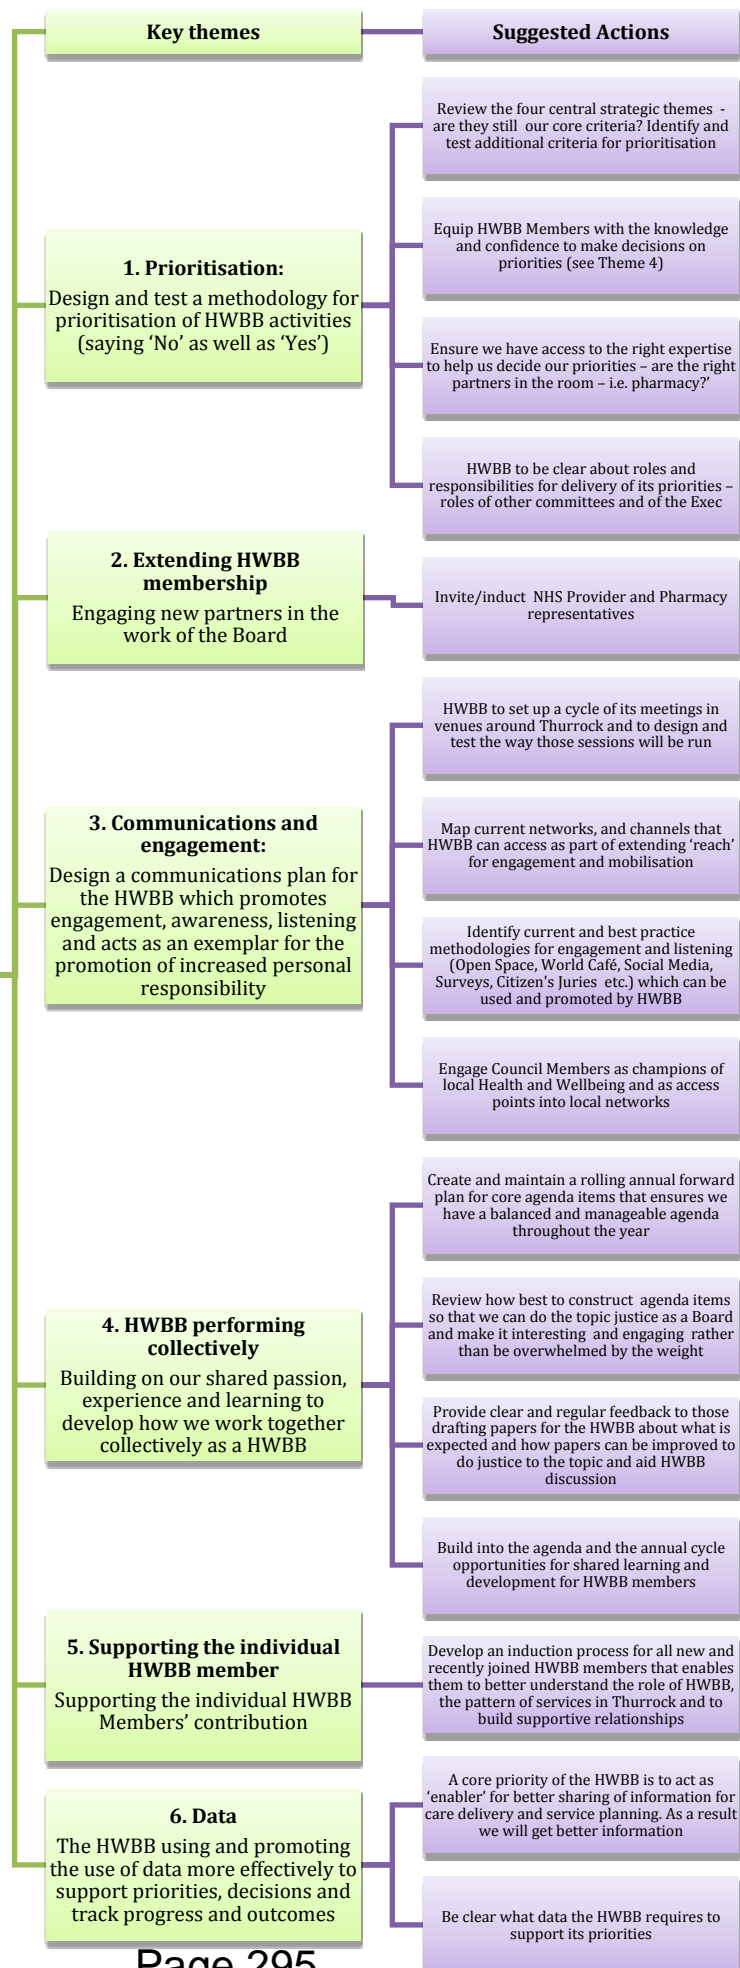 Key themes
Suggested Actions
1. Prioritisation:
Design and test a methodology for
prioritisation of HWBB activities
(saying ‘No’ as well as ‘Yes’)
Review the four central strategic themes -
are they still our core criteria? Identify and
test additional criteria for prioritisation
Equip HWBB Members with the knowledge
and confidence to make decisions on
priorities (see Theme 4)
Ensure we have access to the right expertise
to help us decide our priorities – are the right
partners in the room – i.e. pharmacy?’
HWBB to be clear about roles and
responsibilities for delivery of its priorities –
roles of other committees and of the Exec
2. Extending HWBB
membership
Engaging new partners in the
work of the Board
Invite/induct NHS Provider and Pharmacy
representatives
3. Communications and
engagement:
Design a communications plan for
the HWBB which promotes
engagement, awareness, listening
and acts as an exemplar for the
promotion of increased personal
responsibility
HWBB to set up a cycle of its meetings in
venues around Thurrock and to design and
test the way those sessions will be run
Map current networks, and channels that
HWBB can access as part of extending ‘reach’
for engagement and mobilisation
Identify current and best practice
methodologies for engagement and listening
(Open Space, World Café, Social Media,
Surveys, Citizen's Juries etc.) which can be
used and promoted by HWBB
Engage Council Members as champions of
local Health and Wellbeing and as access
points into local networks
4. HWBB performing
collectively
Building on our shared passion,
experience and learning to
develop how we work together
collectively as a HWBB
Create and maintain a rolling annual forward
plan for core agenda items that ensures we
have a balanced and manageable agenda
throughout the year
Review how best to construct agenda items
so that we can do the topic justice as a Board
and make it interesting and engaging rather
than be overwhelmed by the weight
Provide clear and regular feedback to those
drafting papers for the HWBB about what is
expected and how papers can be improved to
do justice to the topic and aid HWBB
discussion
Build into the agenda and the annual cycle
opportunities for shared learning and
development for HWBB members
5. Supporting the individual
HWBB member
Supporting the individual HWBB
Members’ contribution
Develop an induction process for all new and
recently joined HWBB members that enables
them to better understand the role of HWBB,
the pattern of services in Thurrock and to
build supportive relationships
6. Data
The HWBB using and promoting
the use of data more effectively to
support priorities, decisions and
track progress and outcomes
A core priority of the HWBB is to act as
‘enabler’ for better sharing of information for
care delivery and service planning. As a result
we will get better information
Be clear what data the HWBB requires to
support its priorities
Page 295